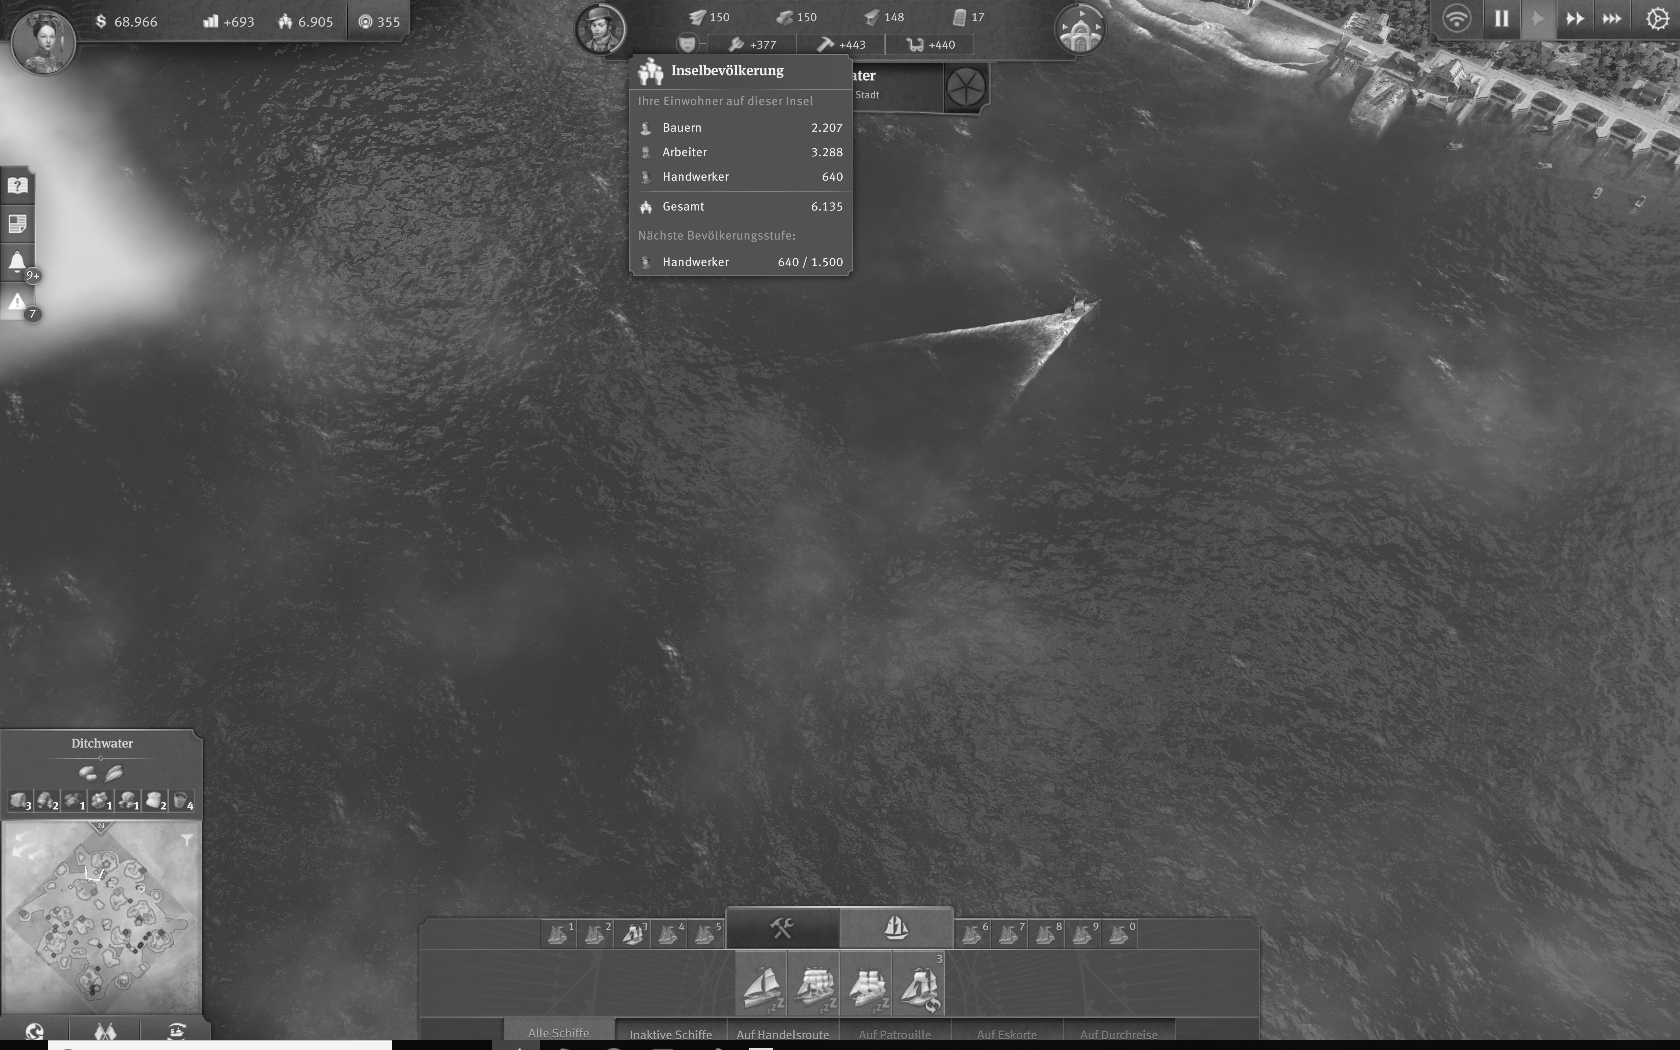 68.966 +693 6.905 355
150 150 148 17
+377 +443 +440
Inselbevölkerung
Ihre Einwohner auf dieser Insel
Bauern 2.207
Arbeiter 3.288
Handwerker 640
Gesamt 6.135
Nächste Bevölkerungsstufe:
Handwerker 640 / 1.500
ater
Stadt
9+
7
Ditchwater
3 2 1 1 1 2 4
N
1 2 3 4 5 6 7 8 9 0
3
zZ zZ zZ
Alle Schiffe Inaktive Schiffe Auf Handelsroute Auf Patrouille Auf Eskorte Auf Durchreise